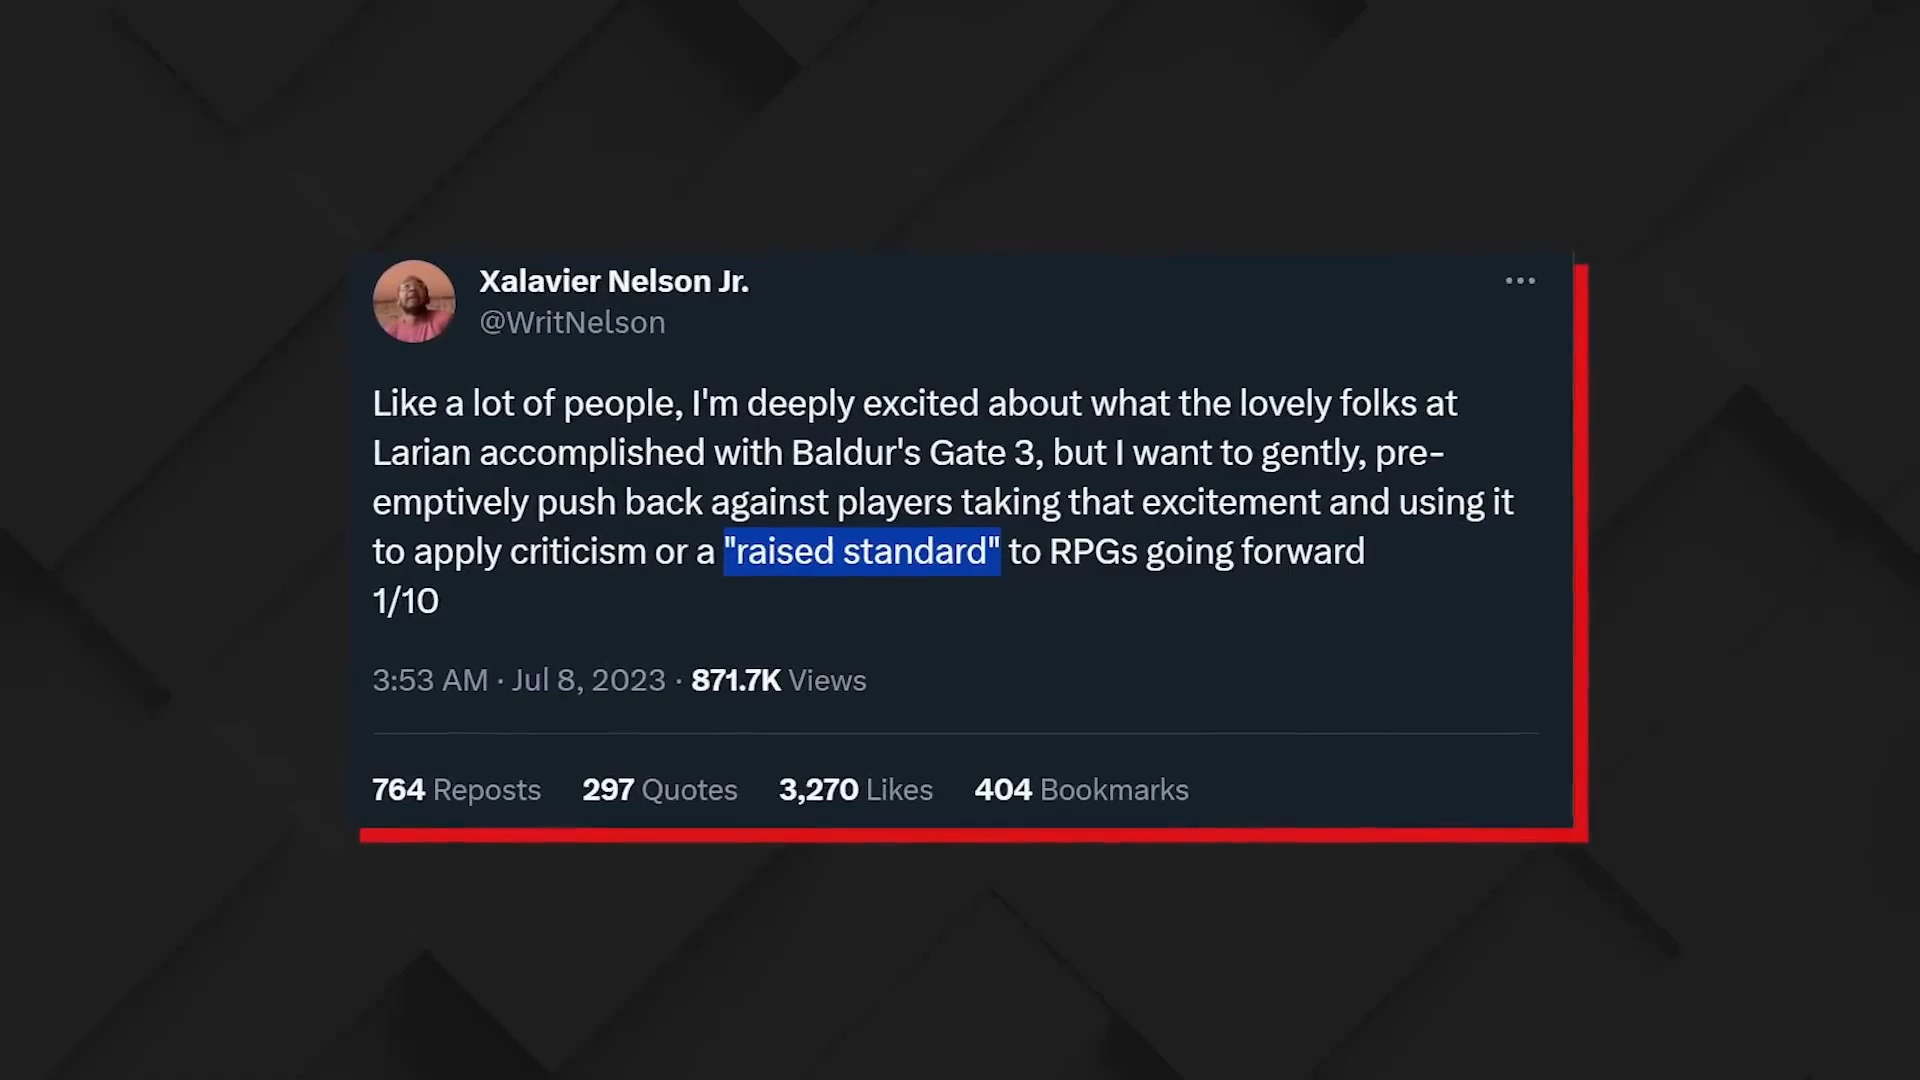 Xalavier Nelson Jr.
@WritNelson
Like a lot of people, I'm deeply excited about what the lovely folks at
Larian accomplished with Baldur's Gate 3, but I want to gently, pre-
emptively push back against players taking that excitement and using it
to apply criticism or a "raised standard" to RPGs going forward
1/10
3:53 AM · Jul 8, 2023 · 871.7K Views
764 Reposts 297 Quotes 3,270 Likes 404 Bookmarks